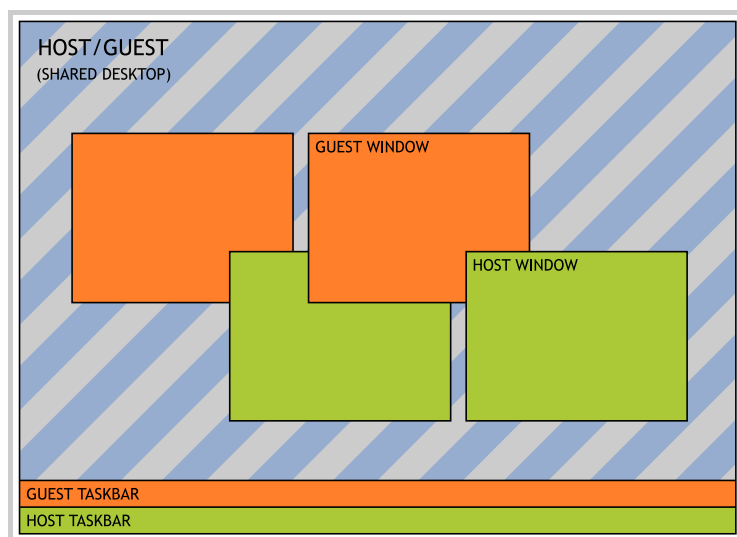 HOST/GUEST
(SHARED DESKTOP)
GUEST WINDOW
HOST WINDOW
GUEST TASKBAR
HOST TASKBAR